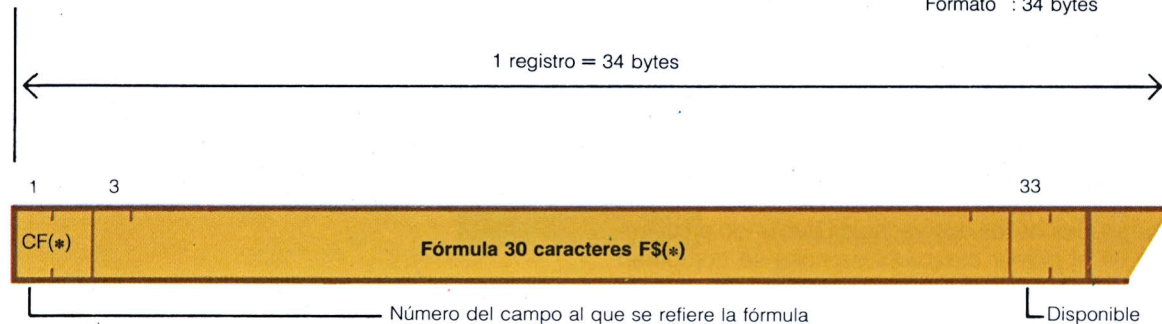 Formato : 34 bytes
1 registro = 34 bytes
1 3 33
CF(*) Fórmula 30 caracteres F$(*)
Número del campo al que se refiere la fórmula Disponible